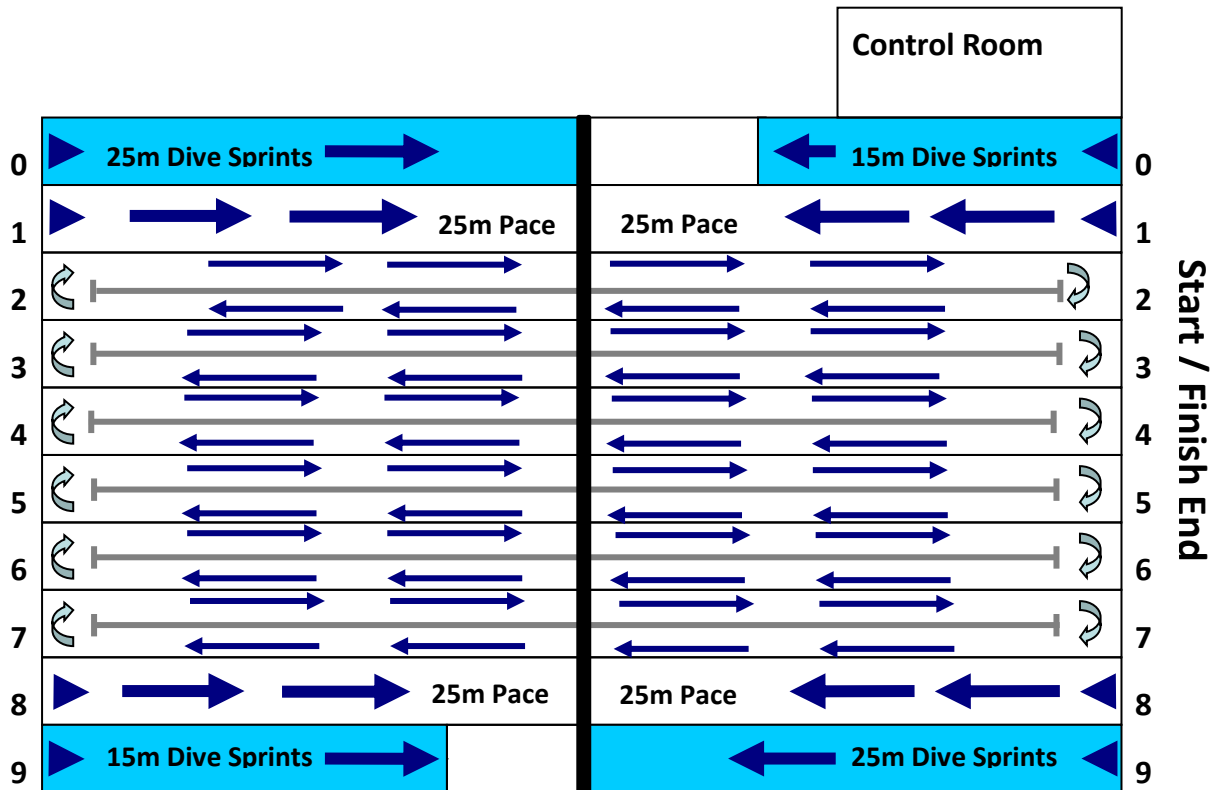 Control Room
0 25m Dive Sprints 15m Dive Sprints 0
1 25m Pace 25m Pace 1
2 2
3 3
4 4
5 5
6 6
7 7
8 25m Pace 25m Pace 8
9 15m Dive Sprints 25m Dive Sprints 9
Start / Finish End